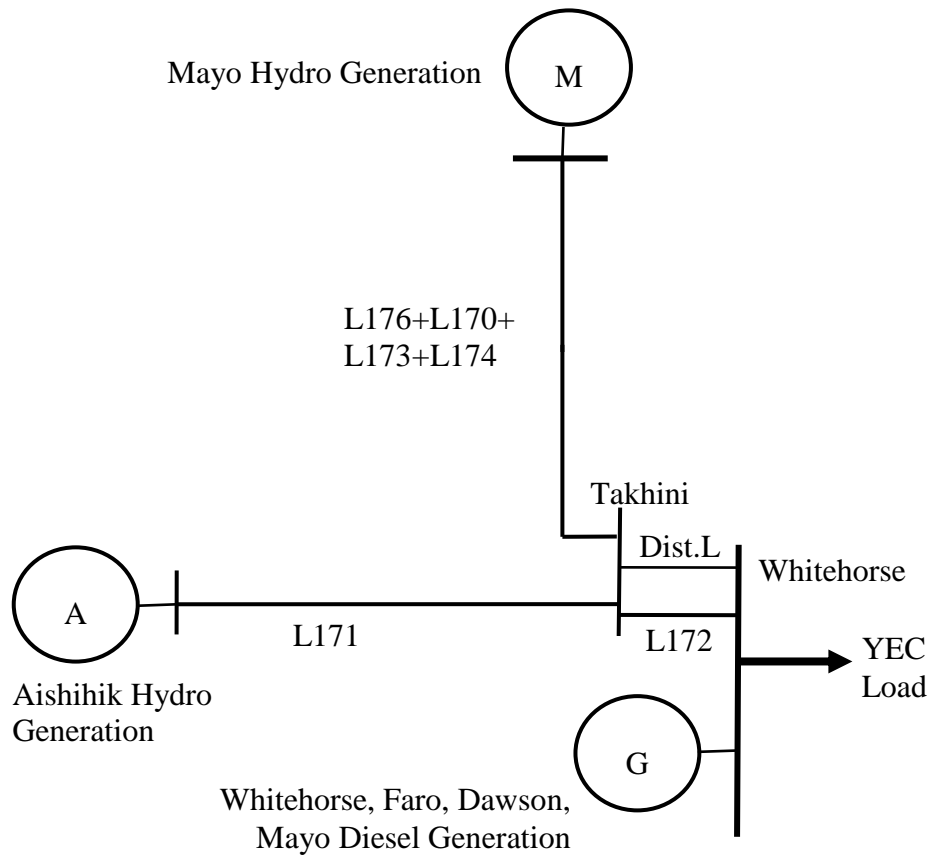 Mayo Hydro Generation
M
L176+L170+
L173+L174
Takhini
Dist.L
Whitehorse
A
L171
L172
YEC
Load
Aishihik Hydro
Generation
G
Whitehorse, Faro, Dawson,
Mayo Diesel Generation